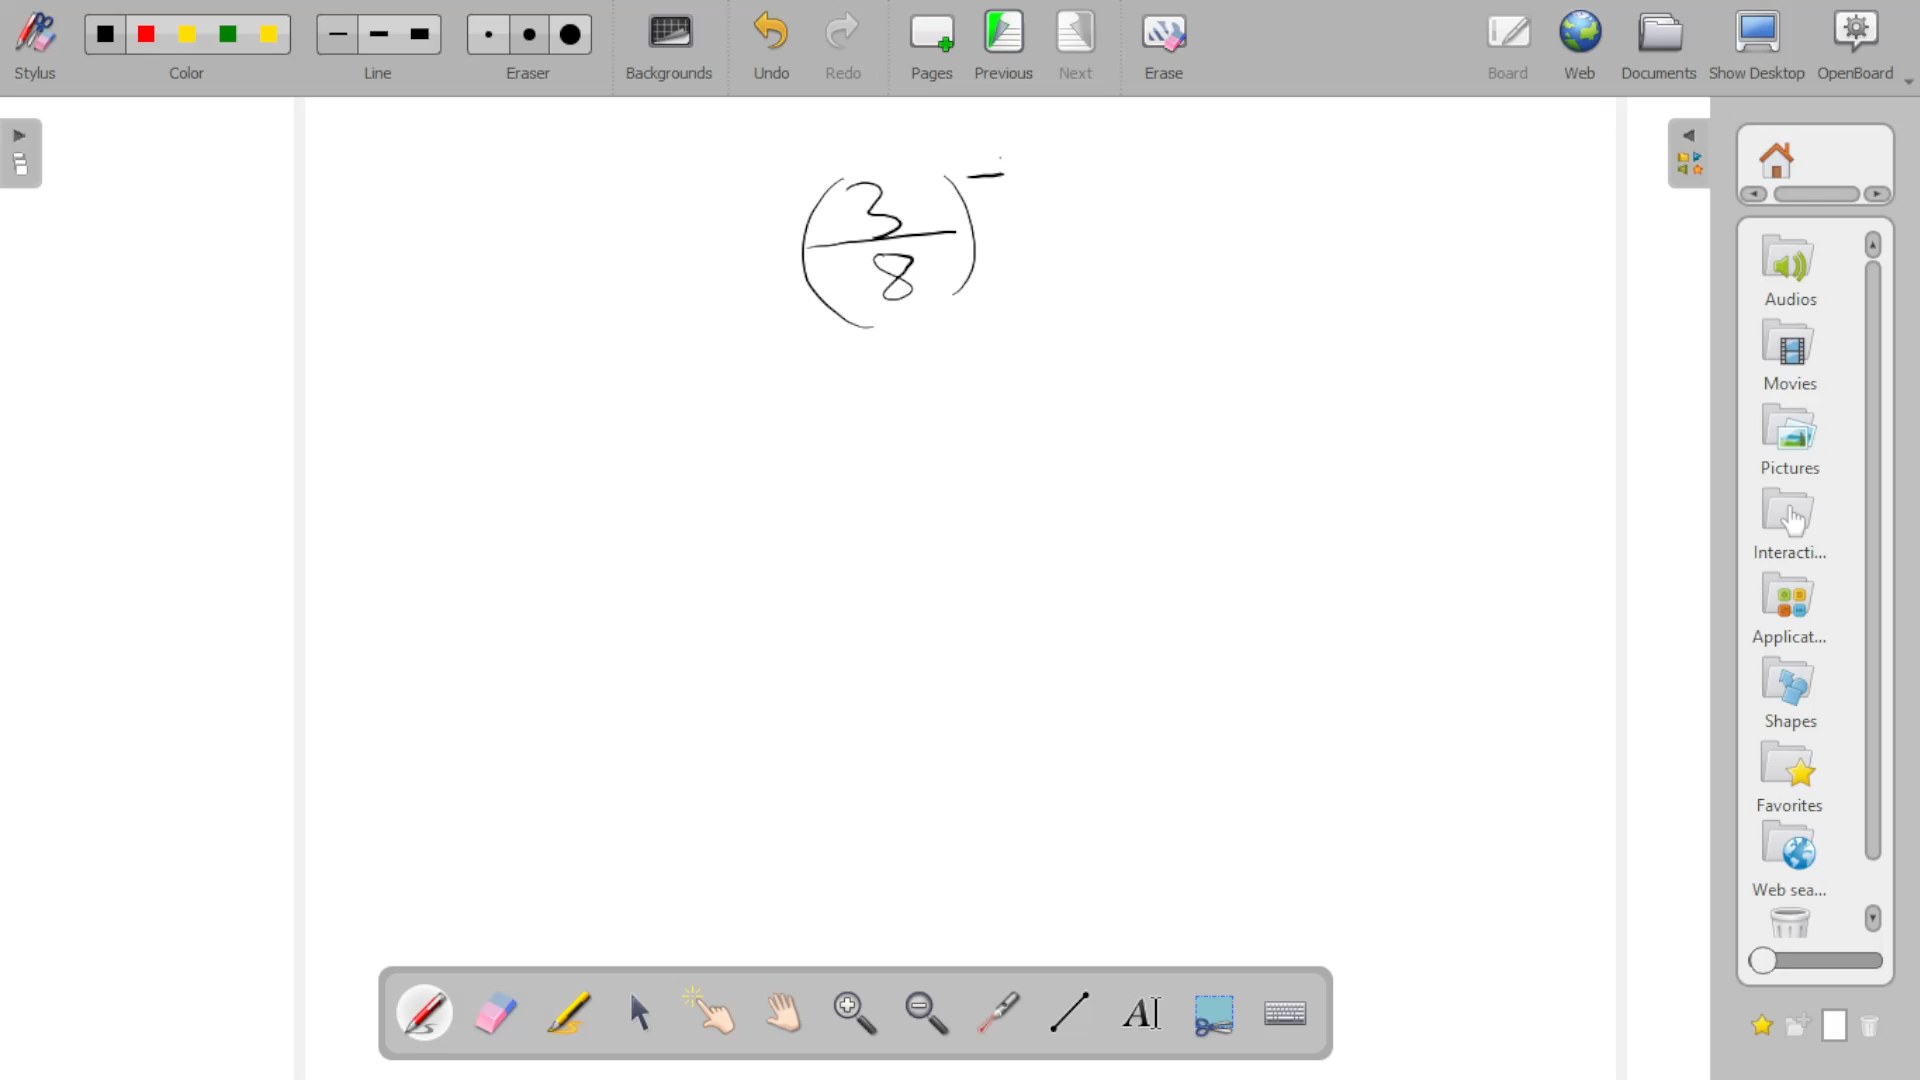 Stylus Color Line Eraser Backgrounds Undo Redo Pages Previous Next Erase Board Web Documents Show Desktop OpenBoard
(3/8)^-
Audios
Movies
Pictures
Interacti...
Applicat...
Shapes
Favorites
Web sea...
A